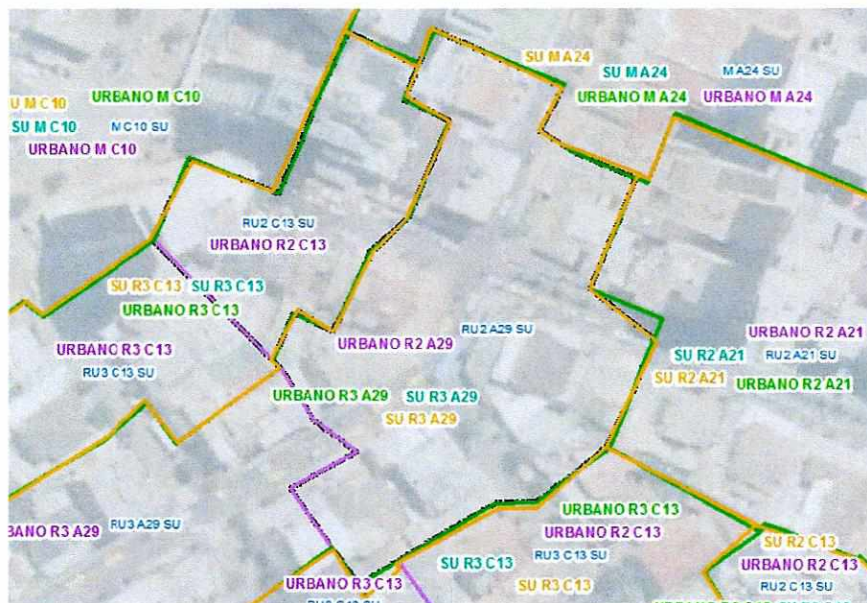 SU M A24
SU M A24
M A24 SU
URBANO M A24
URBANO M A24
URBANO M C10
U M C10
SU M C10
M C10 SU
URBANO M C10
RU2 C13 SU
URBANO R2 C13
SU R3 C13
SU R3 C13
URBANO R3 C13
URBANO R3 C13
RU3 C13 SU
URBANO R2 A29
RU2 A29 SU
URBANO R2 A21
SU R2 A21
RU2 A21 SU
SU R2 A21
URBANO R2 A21
URBANO R3 A29
SU R3 A29
SU R3 A29
BANO R3 A29
RU3 A29 SU
URBANO R3 C13
URBANO R2 C13
RU3 C13 SU
SU R3 C13
SU R3 C13
SU R2 C13
URBANO R2 C13
RU2 C13 SU
URBANO R3 C13